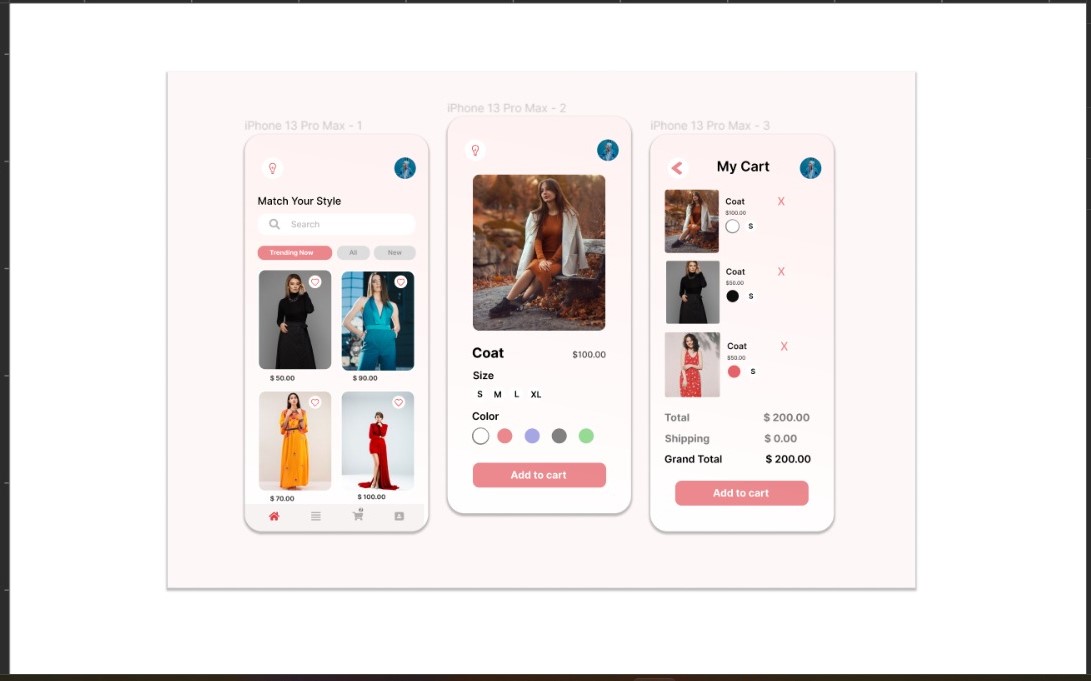 iPhone 13 Pro Max - 1
Match Your Style
Search
Trending Now All New
$ 50.00 $ 90.00
$ 70.00 $ 100.00
iPhone 13 Pro Max - 2
Coat $100.00
Size
S M L XL
Color
Add to cart
iPhone 13 Pro Max - 3
My Cart
Coat X
$100.00
S
Coat X
$50.00
S
Coat X
$50.00
S
Total $ 200.00
Shipping $ 0.00
Grand Total $ 200.00
Add to cart